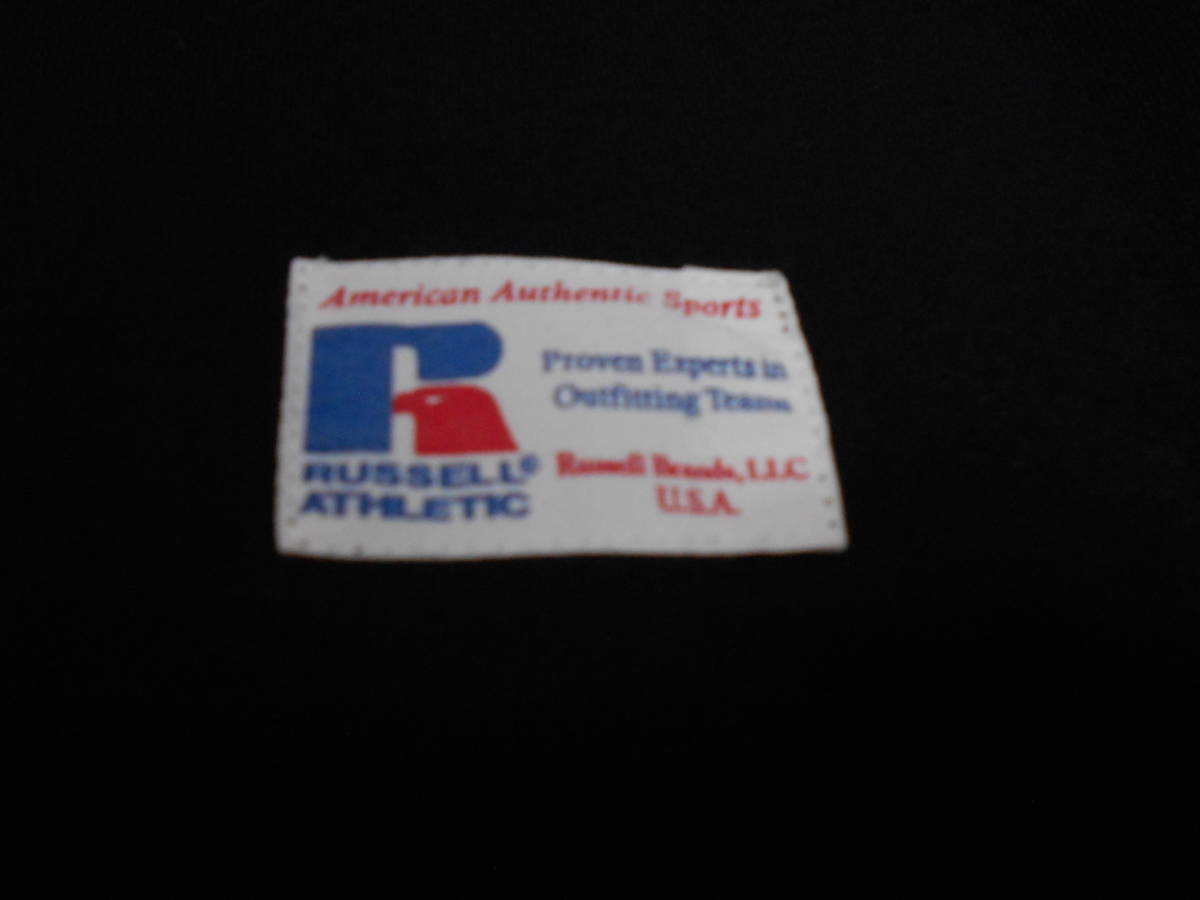 American Authentic Sports
Proven Experts in
Outfitting Teams
RUSSELL®
ATHLETIC
Russell Brands, LLC
U.S.A.